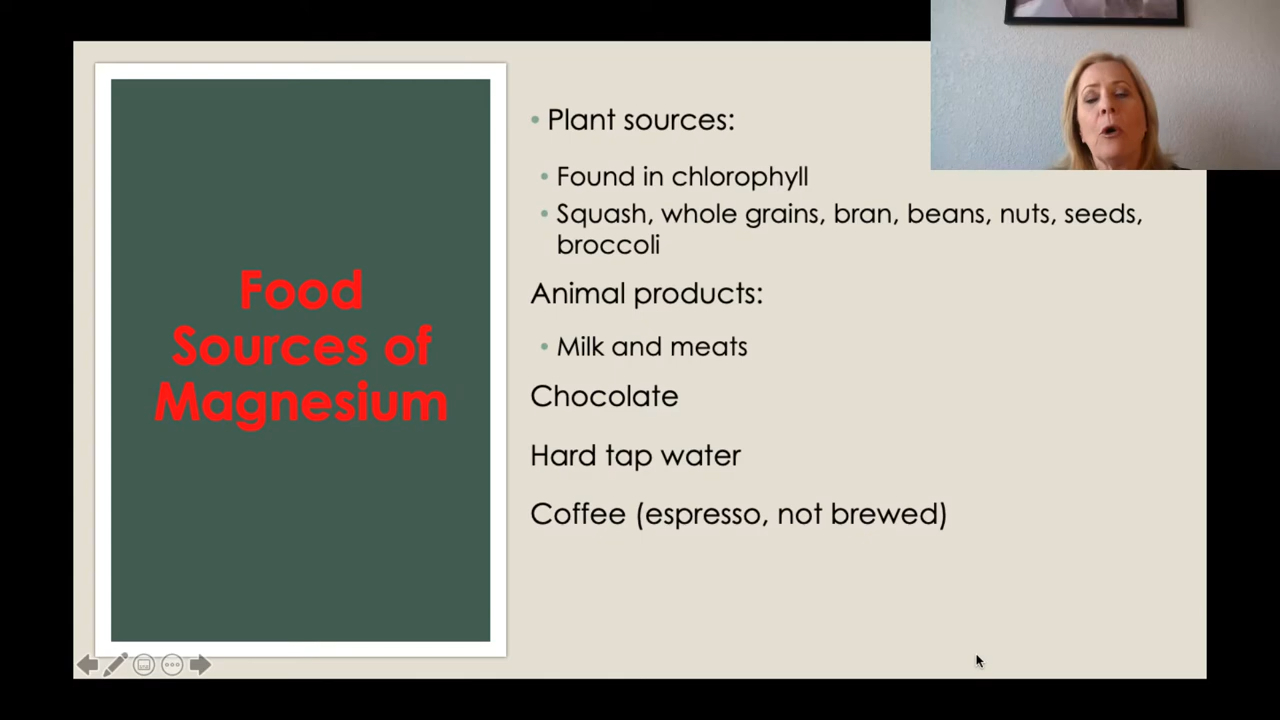 Food
Sources of
Magnesium
• Plant sources:
• Found in chlorophyll
• Squash, whole grains, bran, beans, nuts, seeds,
broccoli
Animal products:
• Milk and meats
Chocolate
Hard tap water
Coffee (espresso, not brewed)